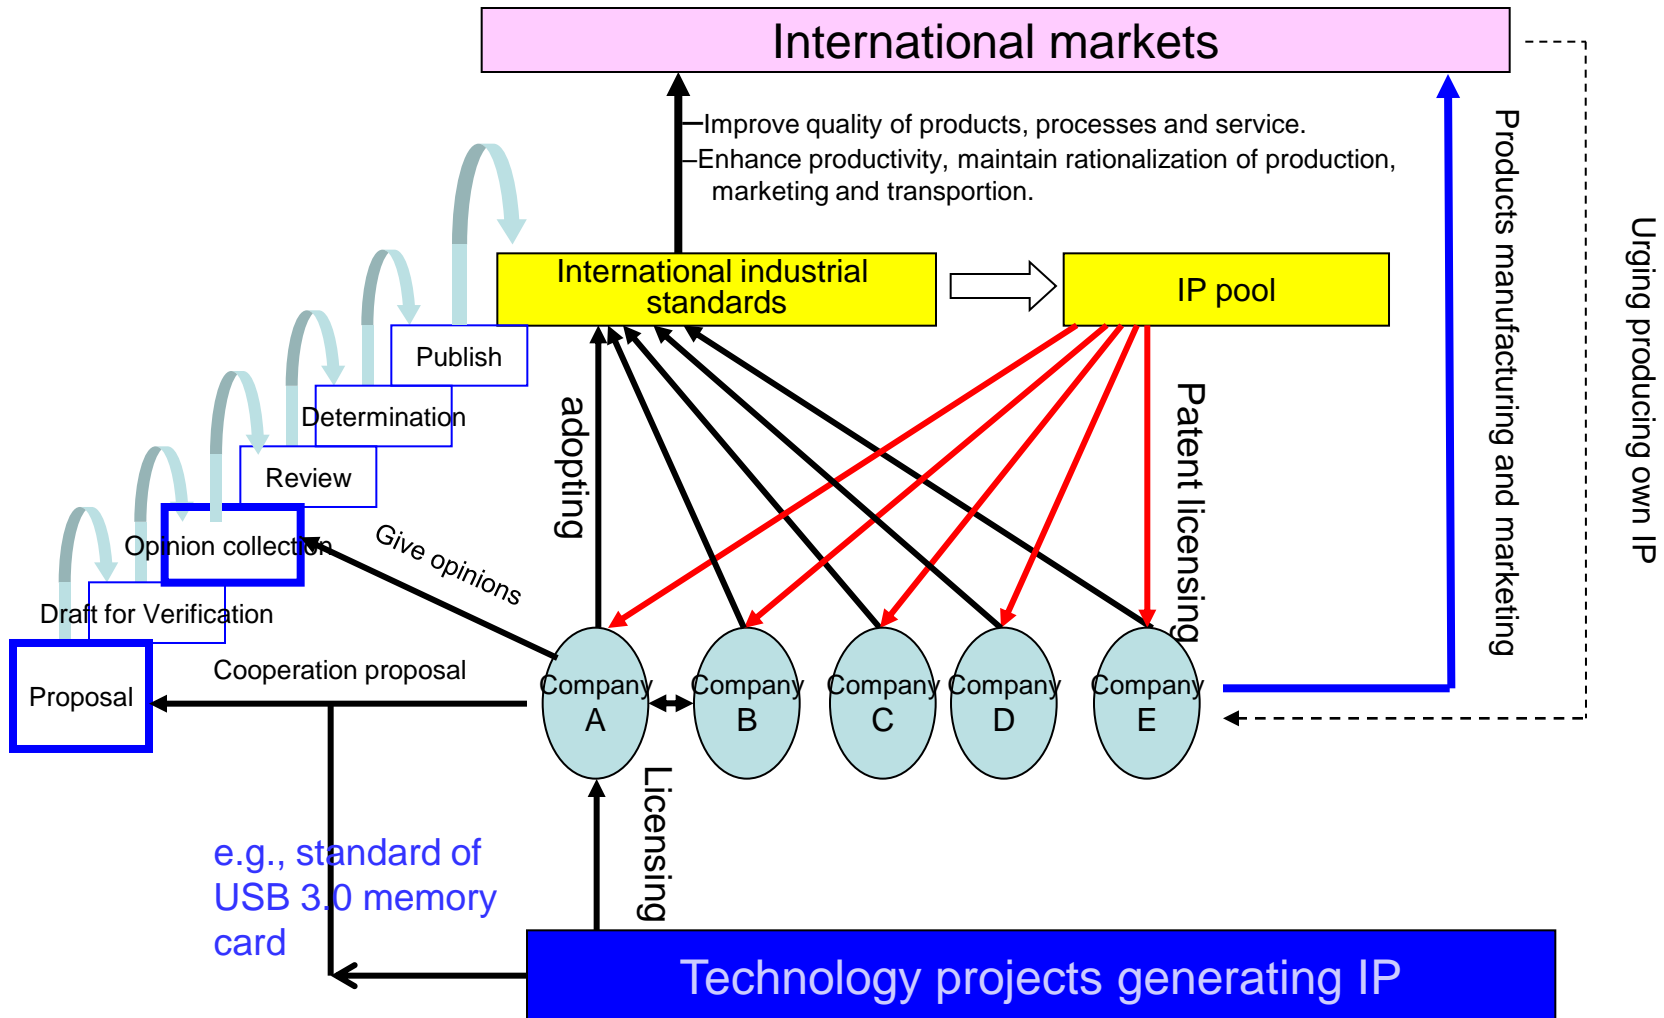 International markets
–Improve quality of products, processes and service.
–Enhance productivity, maintain rationalization of production,
marketing and transportion.
International industrial
standards
IP pool
Publish
Determination
Review
Opinion collection
Draft for Verification
Proposal
adopting
Patent licensing
Products manufacturing and marketing
Urging producing own IP
Give opinions
Cooperation proposal
Company
A
Company
B
Company
C
Company
D
Company
E
Licensing
e.g., standard of
USB 3.0 memory
card
Technology projects generating IP